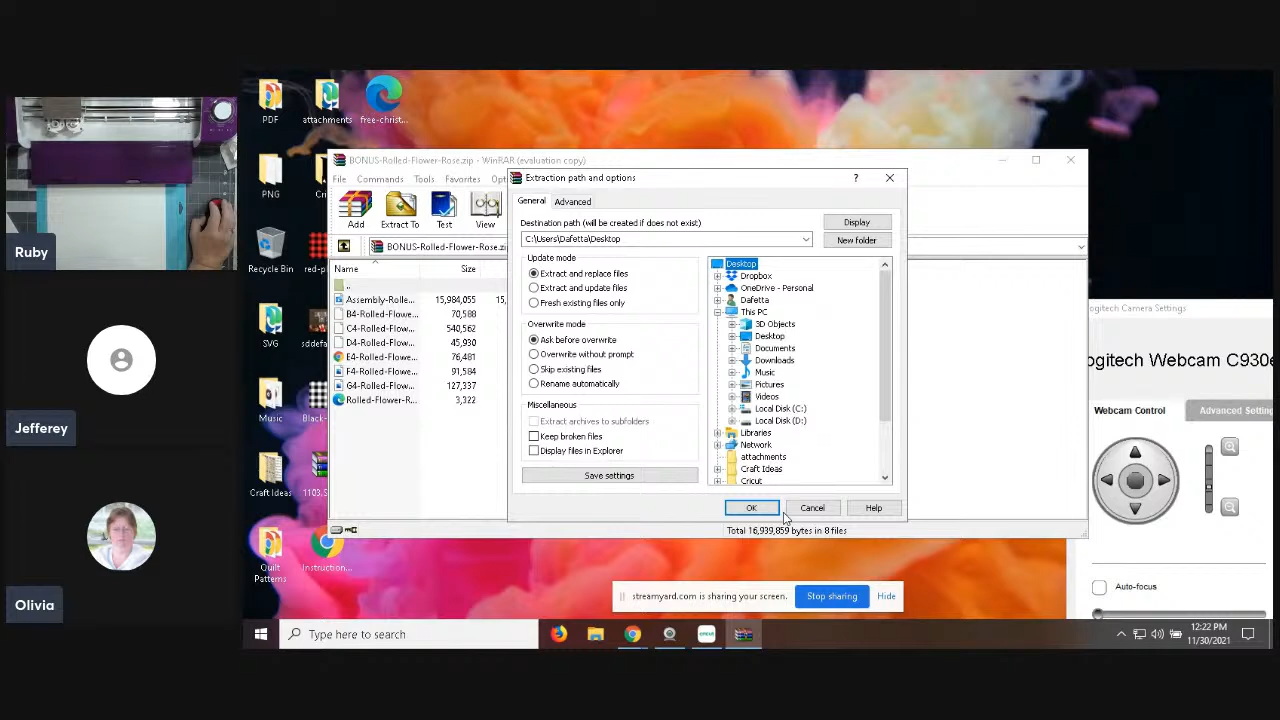 Ruby
Jefferey
Olivia
PDF
attachments
free-christ...
PNG
Recycle Bin
SVG
Music
Craft Ideas
1103.S
Quilt
Patterns
Instruction...
BONUS-Rolled-Flower-Rose.zip - WinRAR (evaluation copy)
File Commands Tools Favorites Opt
Add Extract To Test View
BONUS-Rolled-Flower-Rose.zi
Name Size
..
Assembly-Rolle... 15,984,055 15,
B4-Rolled-Flowe... 70,588
C4-Rolled-Flow... 540,562
D4-Rolled-Flow... 45,930
E4-Rolled-Flowe... 76,481
F4-Rolled-Flowe... 91,584
G4-Rolled-Flow... 127,337
Rolled-Flower-R... 3,322
Extraction path and options
General Advanced
Destination path (will be created if does not exist)
C:\Users\Dafetta\Desktop
Display
New folder
Update mode
Extract and replace files
Extract and update files
Fresh existing files only
Overwrite mode
Ask before overwrite
Overwrite without prompt
Skip existing files
Rename automatically
Miscellaneous
Extract archives to subfolders
Keep broken files
Display files in Explorer
Save settings
Desktop
Dropbox
OneDrive - Personal
Dafetta
This PC
3D Objects
Desktop
Documents
Downloads
Music
Pictures
Videos
Local Disk (C:)
Local Disk (D:)
Libraries
Network
attachments
Craft Ideas
Cricut
OK Cancel Help
Total 16,939,859 bytes in 8 files
ogitech Camera Settings
ogitech Webcam C930e
Webcam Control Advanced Setting
Auto-focus
streamyard.com is sharing your screen. Stop sharing Hide
Type here to search
cricut
12:22 PM
11/30/2021